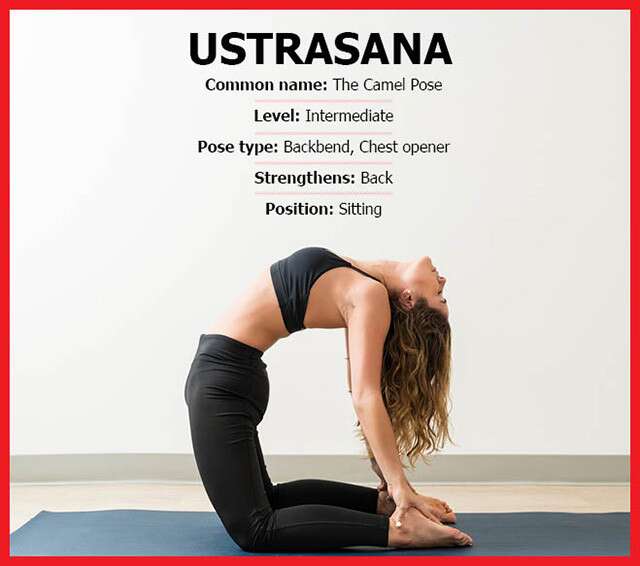 USTRASANA
Common name: The Camel Pose
Level: Intermediate
Pose type: Backbend, Chest opener
Strengthens: Back
Position: Sitting